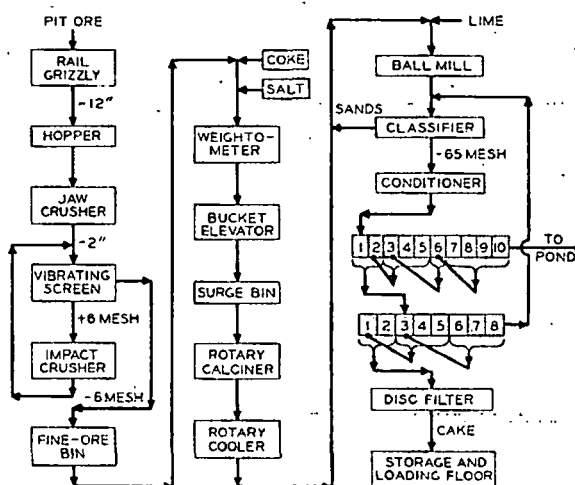 PIT ORE
RAIL
GRIZZLY
-12"
HOPPER
JAW
CRUSHER
-2"
VIBRATING
SCREEN
+6 MESH
IMPACT
CRUSHER
-6 MESH
FINE-ORE
BIN
COKE
SALT
WEIGHTO-
METER
BUCKET
ELEVATOR
SURGE BIN
ROTARY
CALCINER
ROTARY
COOLER
LIME
BALL MILL
SANDS
CLASSIFIER
-65 MESH
CONDITIONER
1 2 3 4 5 6 7 8 9 10
TO
POND
1 2 3 4 5 6 7 8
DISC FILTER
CAKE
STORAGE AND
LOADING FLOOR